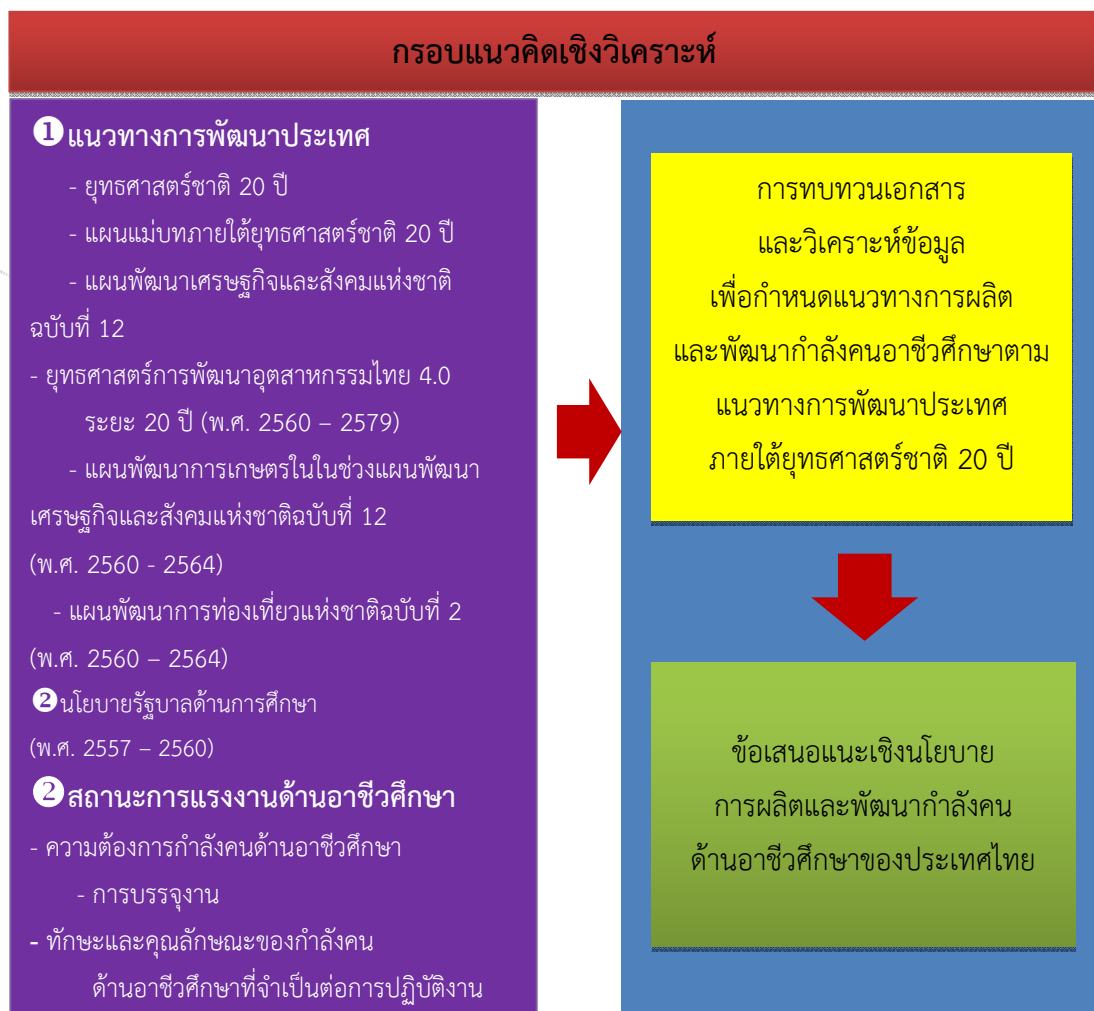 กรอบแนวคิดเชิงวิเคราะห์
❶แนวทางการพัฒนาประเทศ
- ยุทธศาสตร์ชาติ 20 ปี
- แผนแม่บทภายใต้ยุทธศาสตร์ชาติ 20 ปี
- แผนพัฒนาเศรษฐกิจและสังคมแห่งชาติ
ฉบับที่ 12
- ยุทธศาสตร์การพัฒนาอุตสาหกรรมไทย 4.0
ระยะ 20 ปี (พ.ศ. 2560 – 2579)
- แผนพัฒนาการเกษตรในในช่วงแผนพัฒนา
เศรษฐกิจและสังคมแห่งชาติฉบับที่ 12
(พ.ศ. 2560 - 2564)
- แผนพัฒนาการท่องเที่ยวแห่งชาติฉบับที่ 2
(พ.ศ. 2560 – 2564)
❷นโยบายรัฐบาลด้านการศึกษา
(พ.ศ. 2557 – 2560)
❷สถานะการแรงงานด้านอาชีวศึกษา
- ความต้องการกำลังคนด้านอาชีวศึกษา
- การบรรจุงาน
- ทักษะและคุณลักษณะของกำลังคน
ด้านอาชีวศึกษาที่จำเป็นต่อการปฏิบัติงาน
การทบทวนเอกสาร
และวิเคราะห์ข้อมูล
เพื่อกำหนดแนวทางการผลิต
และพัฒนากำลังคนอาชีวศึกษาตาม
แนวทางการพัฒนาประเทศ
ภายใต้ยุทธศาสตร์ชาติ 20 ปี
ข้อเสนอแนะเชิงนโยบาย
การผลิตและพัฒนากำลังคน
ด้านอาชีวศึกษาของประเทศไทย